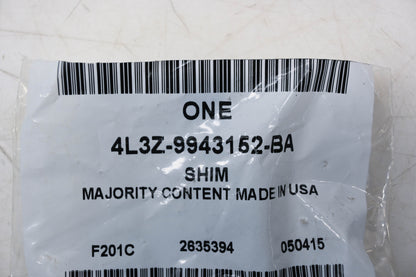 ONE
4L3Z-9943152-BA
SHIM
MAJORITY CONTENT MADE IN USA
F201C 2635394 050415